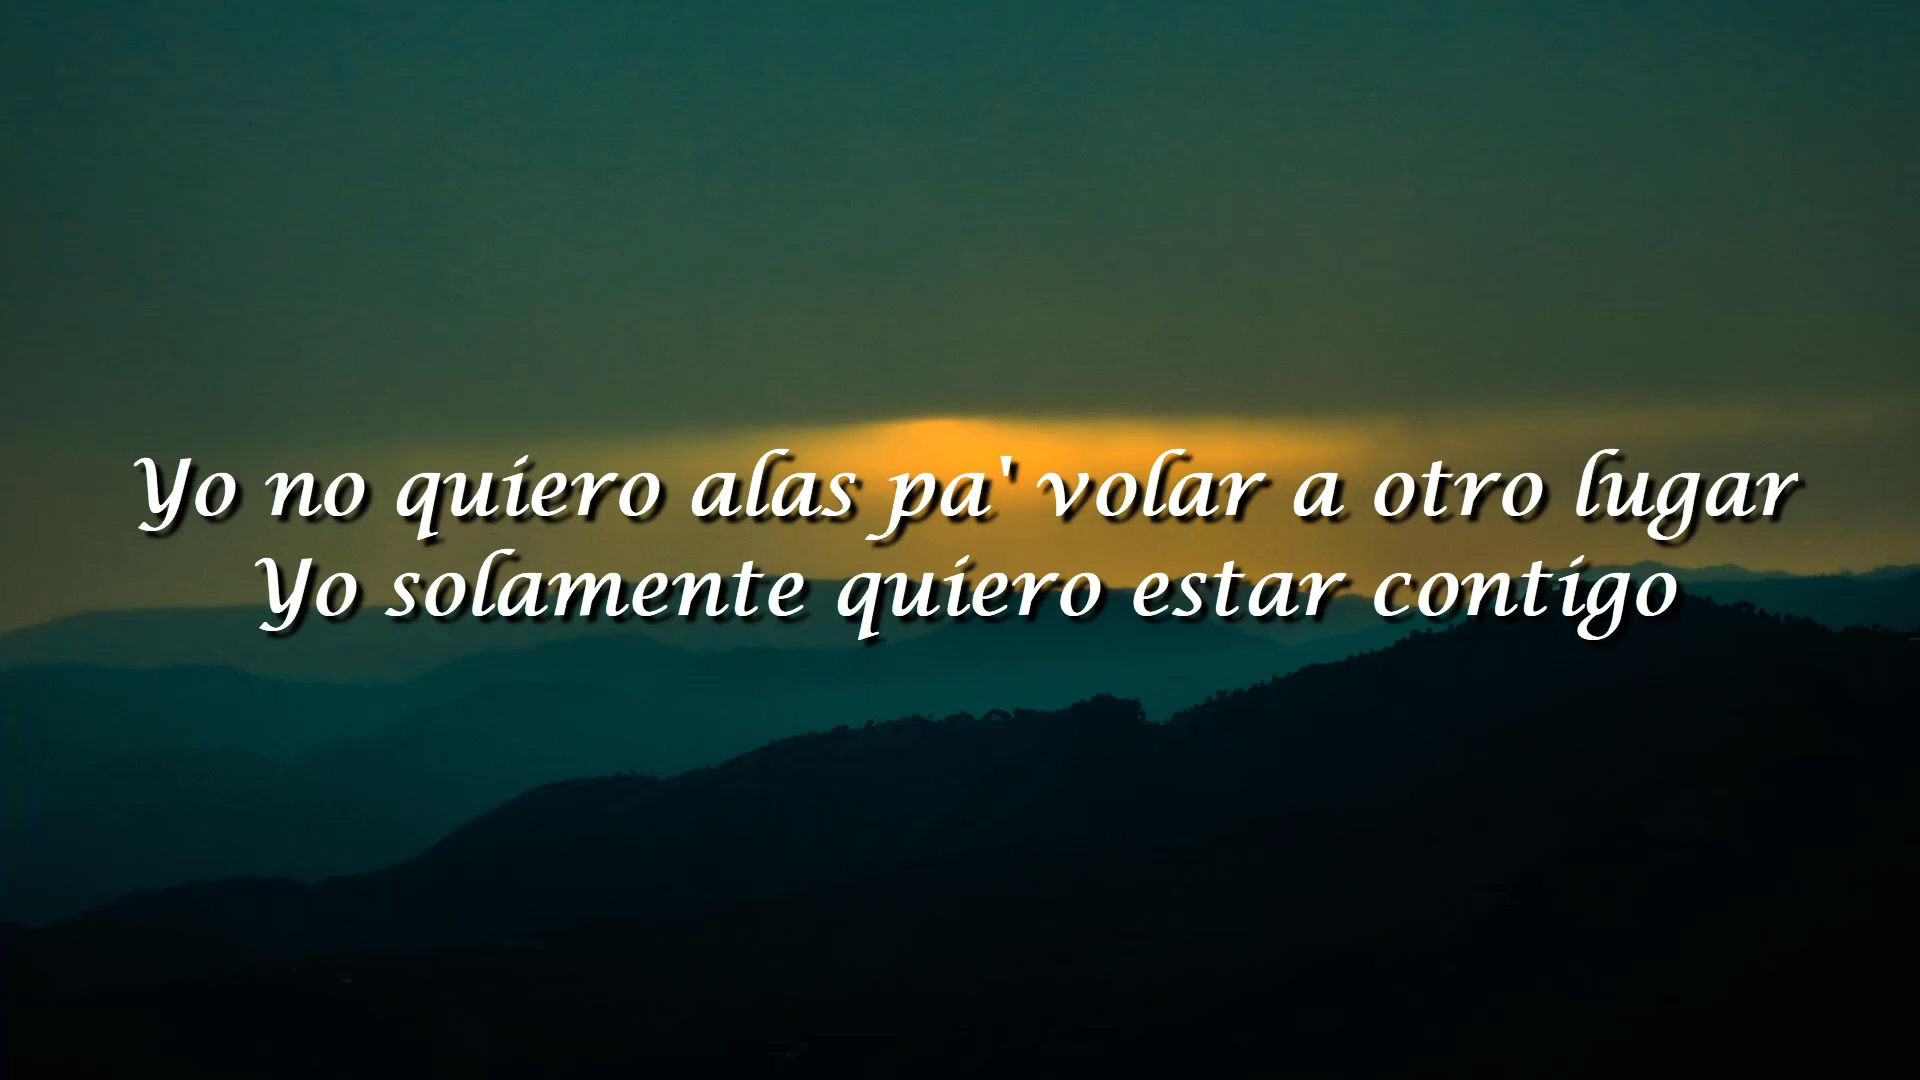 Yo no quiero alas pa' volar a otro lugar
Yo solamente quiero estar contigo